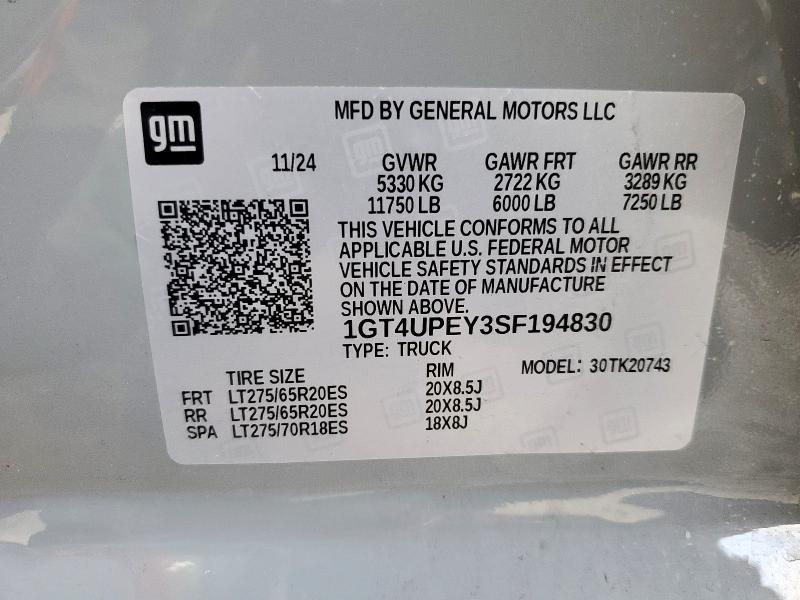 gm
MFD BY GENERAL MOTORS LLC
11/24 GVWR GAWR FRT GAWR RR
5330 KG 2722 KG 3289 KG
11750 LB 6000 LB 7250 LB
THIS VEHICLE CONFORMS TO ALL
APPLICABLE U.S. FEDERAL MOTOR
VEHICLE SAFETY STANDARDS IN EFFECT
ON THE DATE OF MANUFACTURE
SHOWN ABOVE.
1GT4UPEY3SF194830
TYPE: TRUCK
TIRE SIZE RIM MODEL: 30TK20743
FRT LT275/65R20ES 20X8.5J
RR LT275/65R20ES 20X8.5J
SPA LT275/70R18ES 18X8J